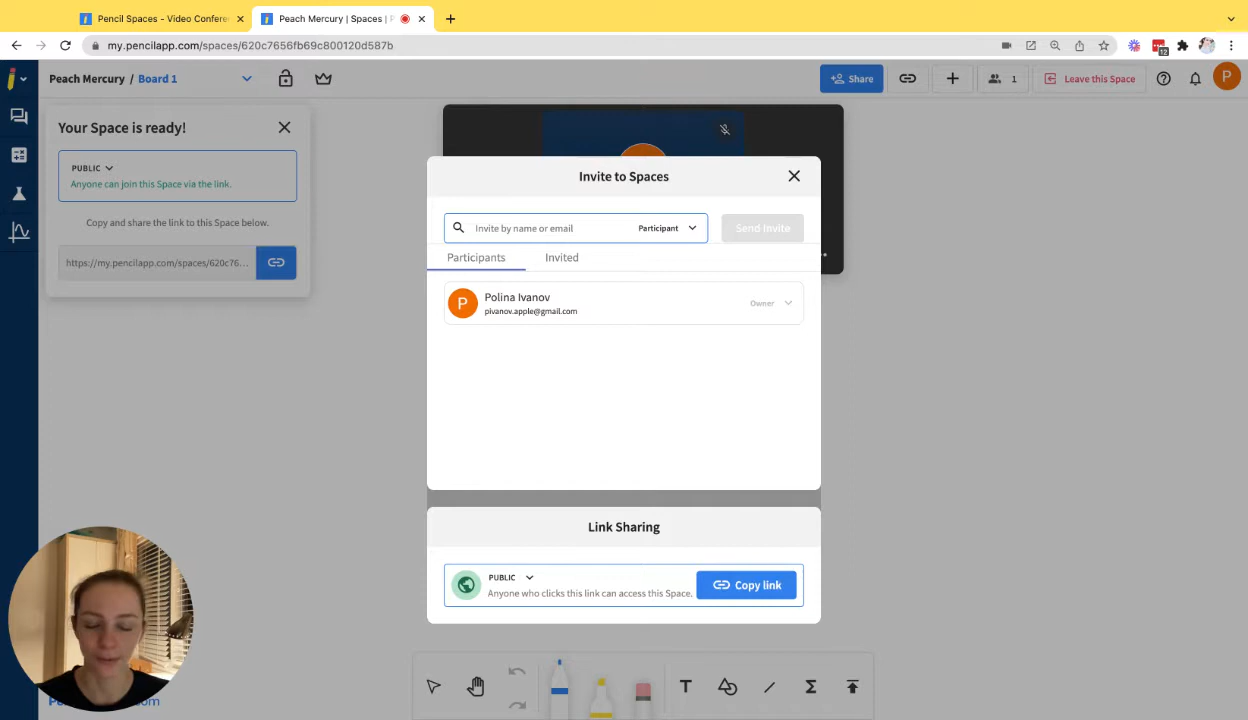 Pencil Spaces - Video Confere
Peach Mercury | Spaces | P
my.pencilapp.com/spaces/620c7656fb69c800120d587b
12
Peach Mercury / Board 1
Share
1
Leave this Space
P
Your Space is ready!
PUBLIC
Anyone can join this Space via the link.
Copy and share the link to this Space below.
https://my.pencilapp.com/spaces/620c76...
Invite to Spaces
Invite by name or email
Participant
Send Invite
Participants
Invited
P
Polina Ivanov
pivanov.apple@gmail.com
Owner
Link Sharing
PUBLIC
Anyone who clicks this link can access this Space.
Copy link
T
Σ